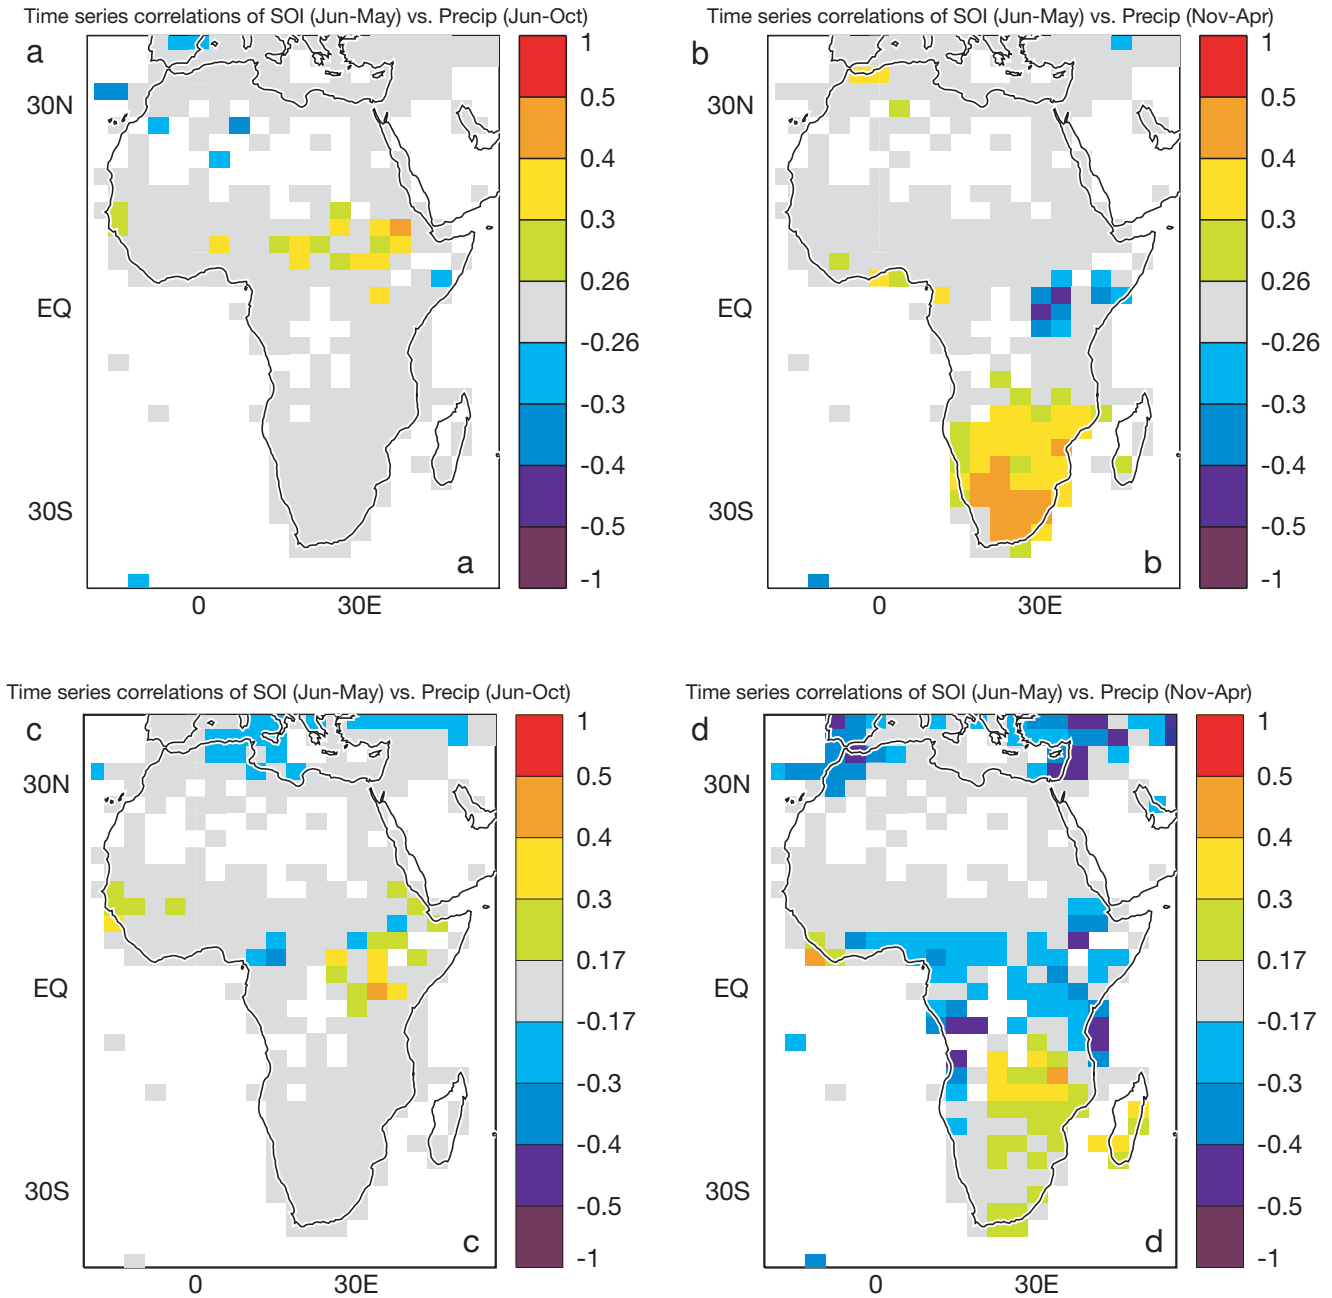 Time series correlations of SOI (Jun-May) vs. Precip (Jun-Oct)
a
30N
EQ
30S
0
30E
a
1
0.5
0.4
0.3
0.26
-0.26
-0.3
-0.4
-0.5
-1
Time series correlations of SOI (Jun-May) vs. Precip (Nov-Apr)
b
30N
EQ
30S
0
30E
b
1
0.5
0.4
0.3
0.26
-0.26
-0.3
-0.4
-0.5
-1
Time series correlations of SOI (Jun-May) vs. Precip (Jun-Oct)
c
30N
EQ
30S
0
30E
c
1
0.5
0.4
0.3
0.17
-0.17
-0.3
-0.4
-0.5
-1
Time series correlations of SOI (Jun-May) vs. Precip (Nov-Apr)
d
30N
EQ
30S
0
30E
d
1
0.5
0.4
0.3
0.17
-0.17
-0.3
-0.4
-0.5
-1